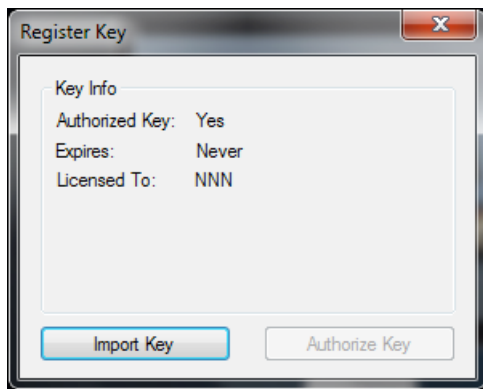 Register Key
Key Info
Authorized Key: Yes
Expires: Never
Licensed To: NNN
Import Key
Authorize Key